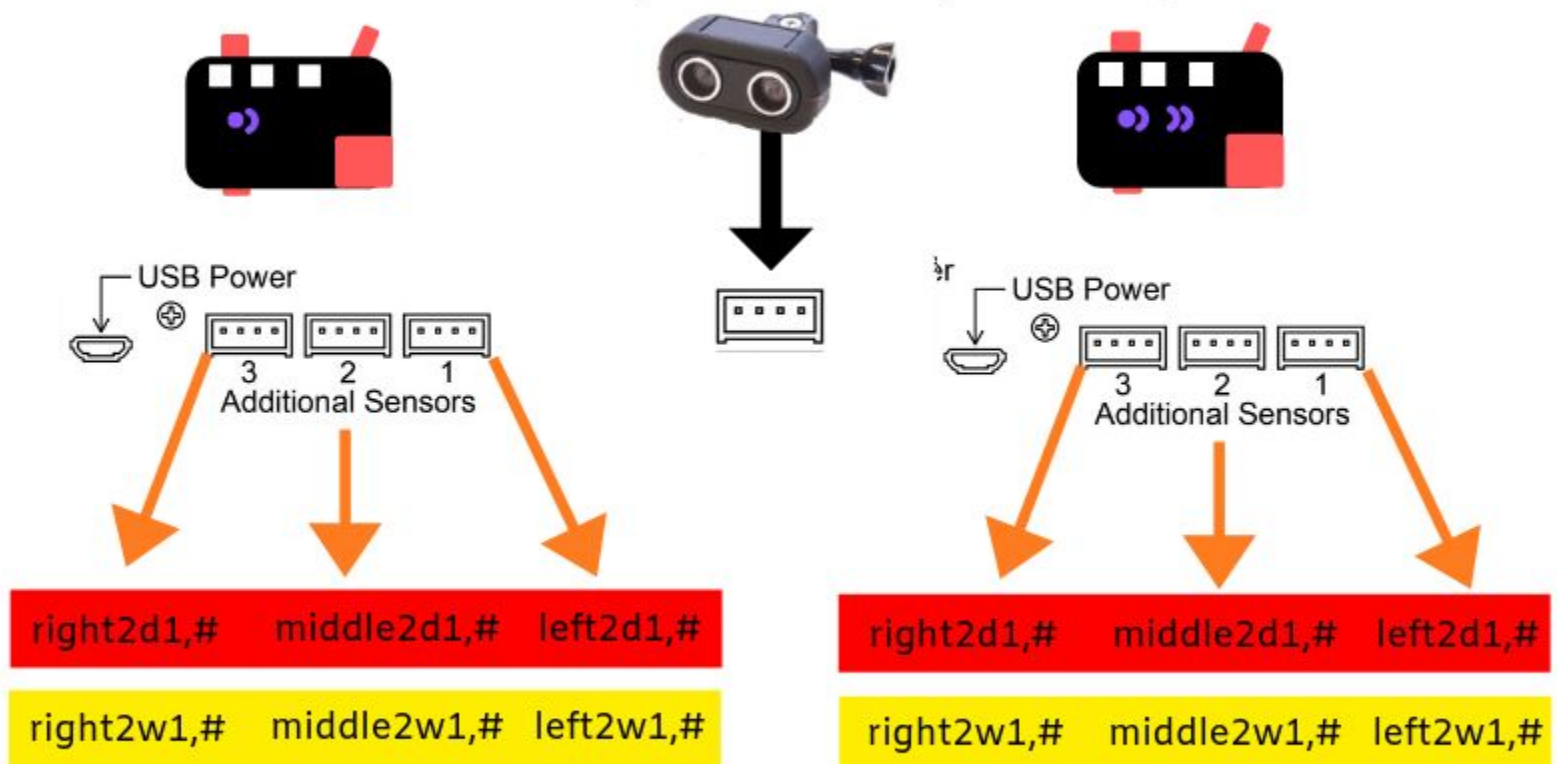 USB Power
3 2 1
Additional Sensors
right2d1,# middle2d1,# left2d1,#
right2w1,# middle2w1,# left2w1,#
USB Power
3 2 1
Additional Sensors
right2d1,# middle2d1,# left2d1,#
right2w1,# middle2w1,# left2w1,#